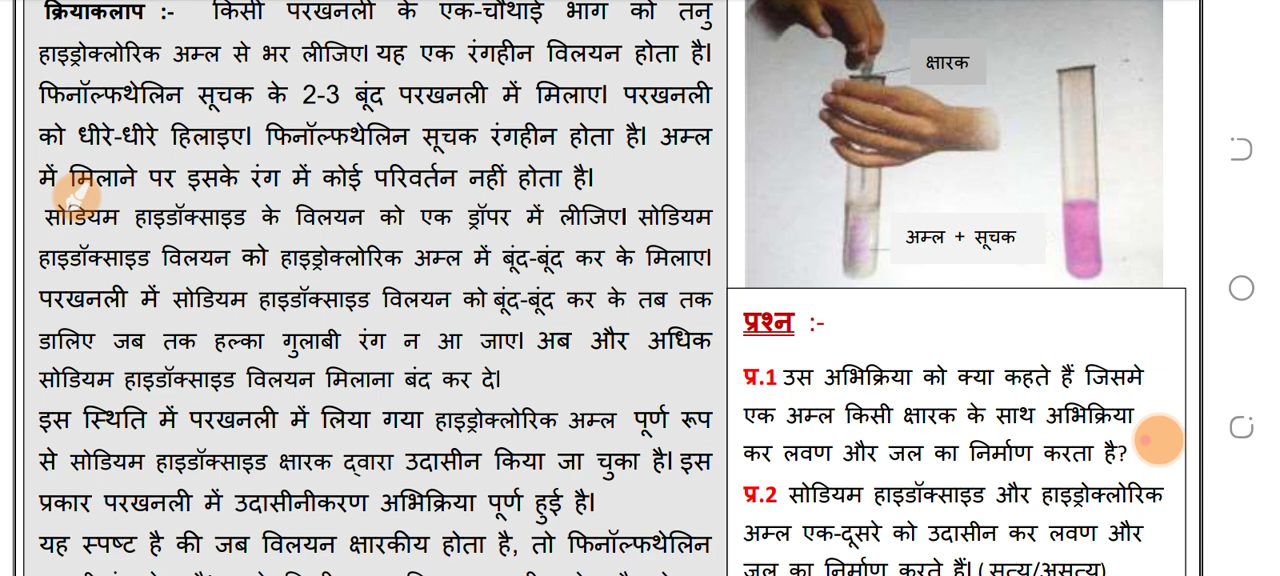 क्रियाकलाप :- किसी परखनली के एक-चौथाई भाग को तनु
हाइड्रोक्लोरिक अम्ल से भर लीजिए। यह एक रंगहीन विलयन होता है।
फिनॉल्फथेलिन सूचक के 2-3 बूंद परखनली में मिलाए। परखनली
को धीरे-धीरे हिलाइए। फिनॉल्फथेलिन सूचक रंगहीन होता है। अम्ल
में मिलाने पर इसके रंग में कोई परिवर्तन नहीं होता है।
सोडियम हाइडॉक्साइड के विलयन को एक ड्रॉपर में लीजिए। सोडियम
हाइडॉक्साइड विलयन को हाइड्रोक्लोरिक अम्ल में बूंद-बूंद कर के मिलाए।
परखनली में सोडियम हाइडॉक्साइड विलयन को बूंद-बूंद कर के तब तक
डालिए जब तक हल्का गुलाबी रंग न आ जाए। अब और अधिक
सोडियम हाइडॉक्साइड विलयन मिलाना बंद कर दे।
इस स्थिति में परखनली में लिया गया हाइड्रोक्लोरिक अम्ल पूर्ण रूप
से सोडियम हाइडॉक्साइड क्षारक द्वारा उदासीन किया जा चुका है। इस
प्रकार परखनली में उदासीनीकरण अभिक्रिया पूर्ण हुई है।
यह स्पष्ट है की जब विलयन क्षारकीय होता है, तो फिनॉल्फथेलिन
क्षारक
अम्ल + सूचक
प्रश्न :-
प्र.1 उस अभिक्रिया को क्या कहते हैं जिसमे
एक अम्ल किसी क्षारक के साथ अभिक्रिया
कर लवण और जल का निर्माण करता है?
प्र.2 सोडियम हाइडॉक्साइड और हाइड्रोक्लोरिक
अम्ल एक-दूसरे को उदासीन कर लवण और
जल का निर्माण करते हैं। (सत्य/असत्य)